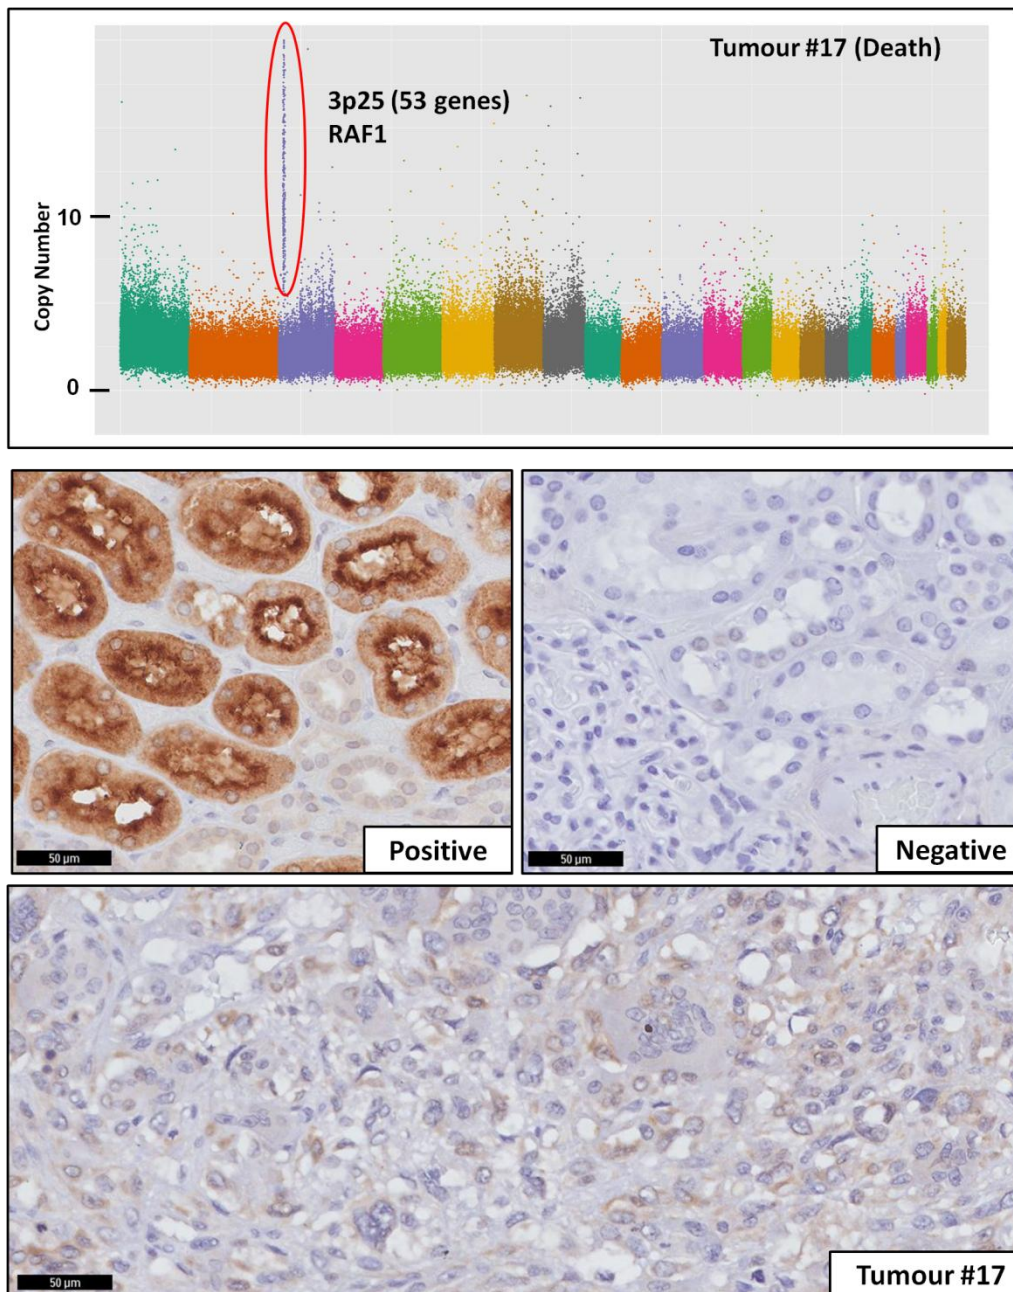 Tumour #17 (Death)
3p25 (53 genes)
RAF1
Copy Number
10
0
50 µm
Positive
50 µm
Negative
50 µm
Tumour #17